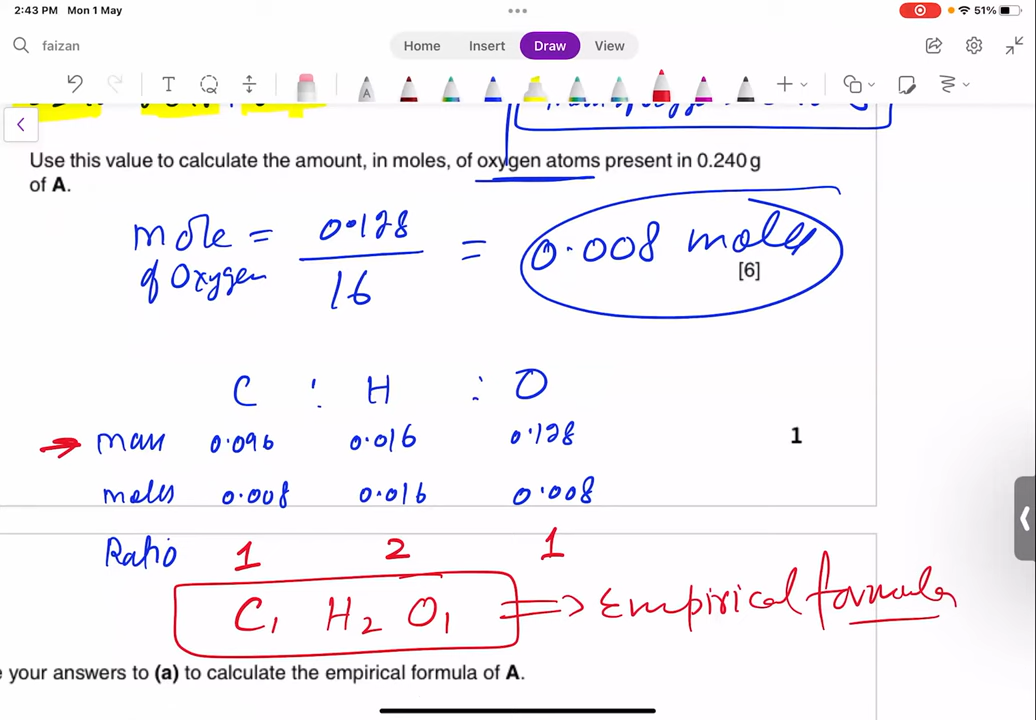 2:43 PM Mon 1 May
51%
faizan
Home Insert Draw View
Use this value to calculate the amount, in moles, of oxygen atoms present in 0.240 g
of A.
mole = 0.128 / 16 = 0.008 moles
of Oxygen
[6]
C : H : O
mass 0.096 0.016 0.128
1
moles 0.008 0.016 0.008
Ratio 1 2 1
C₁ H₂ O₁ ⟹ Empirical formula
your answers to (a) to calculate the empirical formula of A.